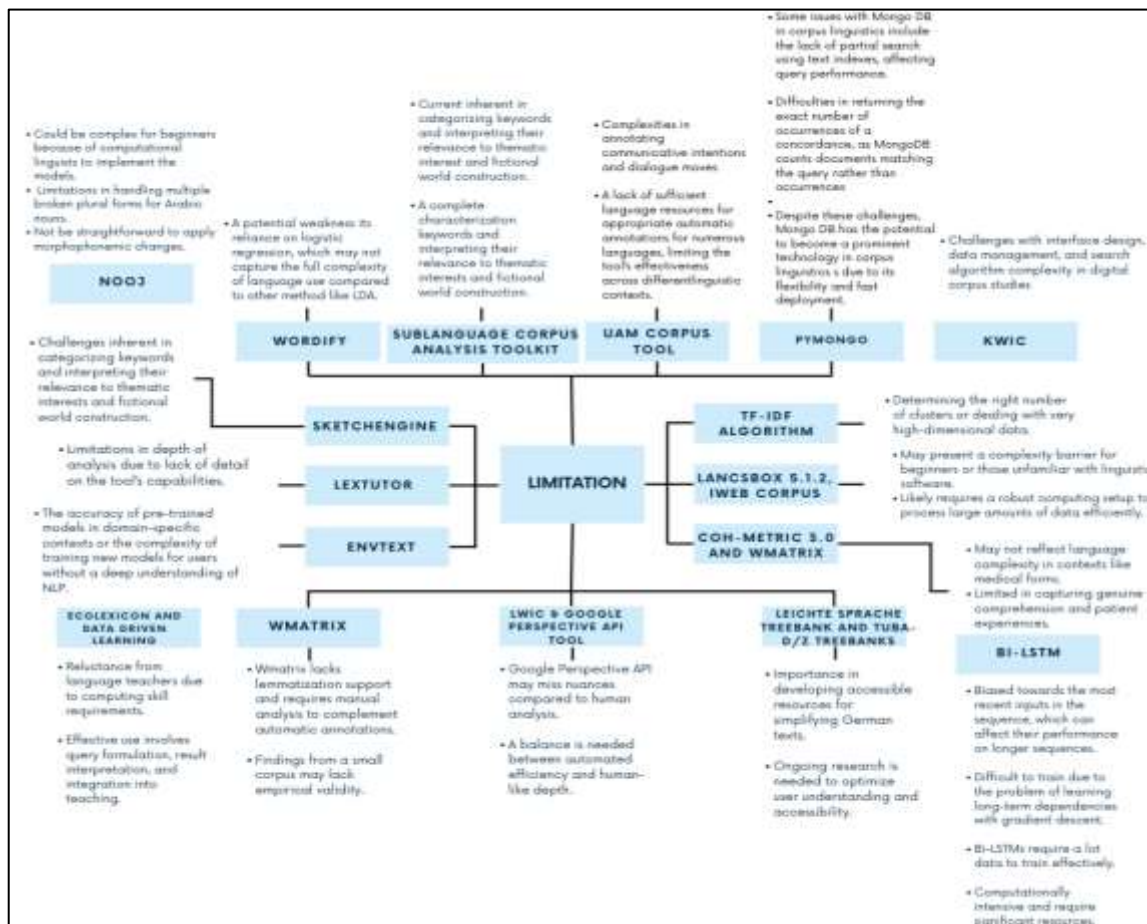 • Some issues with Mongo DB
in corpus linguistics include
the lack of partial search
using text indexes, affecting
query performance.
• Difficulties in returning the
exact number of
occurrences of a
concordance, as MongoDB
counts documents matching
the query rather than
occurrences
• Despite these challenges,
Mongo DB has the potential
to become a prominent
technology in corpus
linguistics s due to its
flexibility and fast
deployment.
PYMONGO
• Could be complex for beginners
because of computational
linguists to implement the
models.
• Limitations in handling multiple
broken plural forms for Arabic
nouns.
• Not be straightforward to apply
morphophonemic changes.
NOOJ
• A potential weakness its
reliance on logistic
regression, which may not
capture the full complexity
of language use compared
to other method like LDA.
WORDIFY
• Current inherent in
categorizing keywords
and interpreting their
relevance to thematic
interest and fictional
world construction.
• A complete
characterization
keywords and
interpreting their
relevance to thematic
interests and fictional
world construction.
SUBLANGUAGE CORPUS
ANALYSIS TOOLKIT
• Complexities in
annotating
communicative intentions
and dialogue moves
• A lack of sufficient
language resources for
appropriate automatic
annotations for numerous
languages, limiting the
tool's effectiveness
across differentlinguistic
contexts.
UAM CORPUS
TOOL
• Challenges with interface design,
data management, and search
algorithm complexity in digital
corpus studies
KWIC
• Challenges inherent in
categorizing keywords
and interpreting their
relevance to thematic
interests and fictional
world construction.
SKETCHENGINE
• Limitations in depth of
analysis due to lack of detail
on the tool's capabilities.
LEXTUTOR
• The accuracy of pre-trained
models in domain-specific
contexts or the complexity of
training new models for users
without a deep understanding of
NLP.
ENVTEXT
LIMITATION
TF-IDF
ALGORITHM
• Determining the right number
of clusters or dealing with very
high-dimensional data.
LANCSBOX 5.1.2,
IWEB CORPUS
• May present a complexity barrier for
beginners or those unfamiliar with linguistic
software.
• Likely requires a robust computing setup to
process large amounts of data efficiently.
COH-METRIC 3.0
AND WMATRIX
• May not reflect language
complexity in contexts like
medical forms.
• Limited in capturing genuine
comprehension and patient
experiences.
ECOLEXICON AND
DATA DRIVEN
LEARNING
• Reluctance from
language teachers due
to computing skill
requirements.
• Effective use involves
query formulation, result
interpretation, and
integration into
teaching.
WMATRIX
• Wmatrix lacks
lemmatization support
and requires manual
analysis to complement
automatic annotations.
• Findings from a small
corpus may lack
empirical validity.
LWIC & GOOGLE
PERSPECTIVE API
TOOL
• Google Perspective API
may miss nuances
compared to human
analysis.
• A balance is needed
between automated
efficiency and human-
like depth.
LEICHTE SPRACHE
TREEBANK AND TUBA-
D/Z TREEBANKS
• Importance in
developing accessible
resources for
simplifying German
texts.
• Ongoing research is
needed to optimize
user understanding and
accessibility.
BI-LSTM
• Biased towards the most
recent inputs in the
sequence, which can
affect their performance
on longer sequences.
• Difficult to train due to
the problem of learning
long-term dependencies
with gradient descent.
• Bi-LSTMs require a lot
data to train effectively.
• Computationally
intensive and require
significant resources.